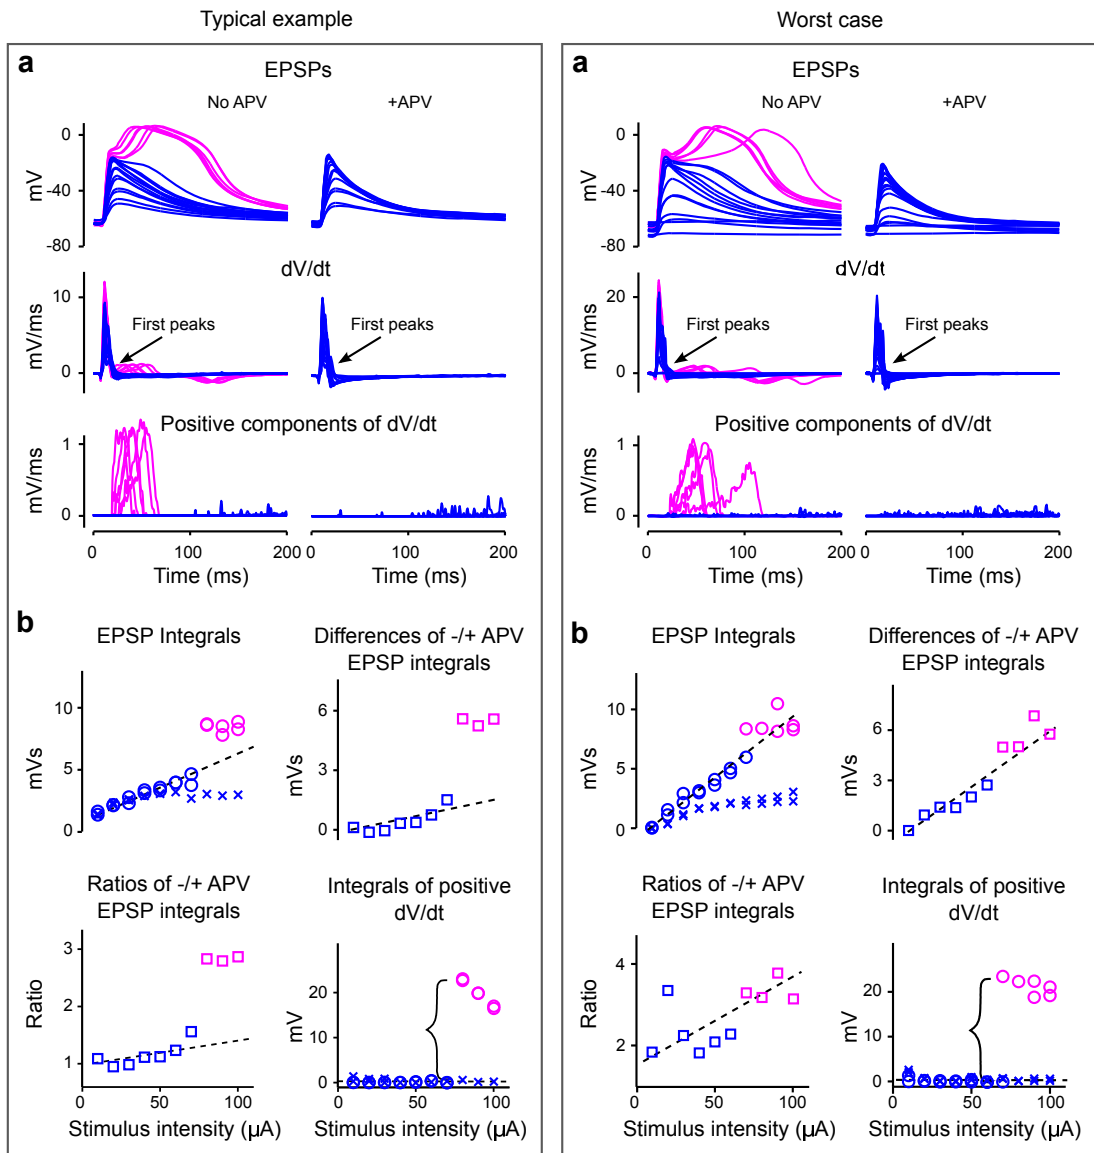 Typical example
Worst case
a
EPSPs
No APV
+APV
0
-40
-80
mV
dV/dt
10
0
mV/ms
First peaks
First peaks
Positive components of dV/dt
1
0
mV/ms
0
100
200
0
100
200
Time (ms)
Time (ms)
b
EPSP Integrals
10
5
0
mVs
Differences of -/+ APV
EPSP integrals
6
3
0
mVs
Ratios of -/+ APV
EPSP integrals
3
2
1
Ratio
0
50
100
Stimulus intensity (µA)
Integrals of positive
dV/dt
20
10
0
mV
0
50
100
Stimulus intensity (µA)
a
EPSPs
No APV
+APV
0
-40
-80
mV
dV/dt
20
0
mV/ms
First peaks
First peaks
Positive components of dV/dt
1
0
mV/ms
0
100
200
0
100
200
Time (ms)
Time (ms)
b
EPSP Integrals
10
5
0
mVs
Differences of -/+ APV
EPSP integrals
6
3
0
mVs
Ratios of -/+ APV
EPSP integrals
4
2
Ratio
0
50
100
Stimulus intensity (µA)
Integrals of positive
dV/dt
20
10
0
mV
0
50
100
Stimulus intensity (µA)